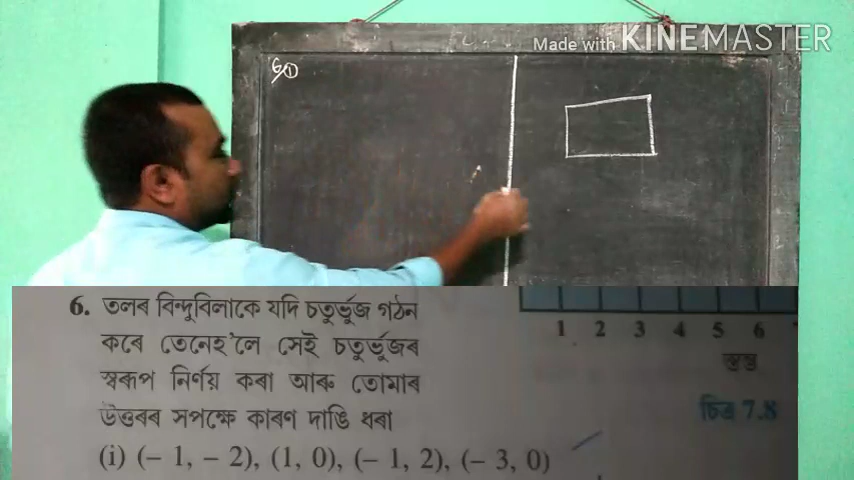 Made with KINEMASTER
6/①
6. তলৰ বিন্দুবিলাকে যদি চতুৰ্ভুজ গঠন
কৰে তেনেহ'লৈ সেই চতুৰ্ভুজৰ
স্বৰূপ নিৰ্ণয় কৰা আৰু তোমাৰ
উত্তৰৰ সপক্ষে কাৰণ দাঙি ধৰা
(i) (– 1, – 2), (1, 0), (– 1, 2), (– 3, 0)
1 2 3 4 5 6
স্তম্ভ
চিত্ৰ 7.8